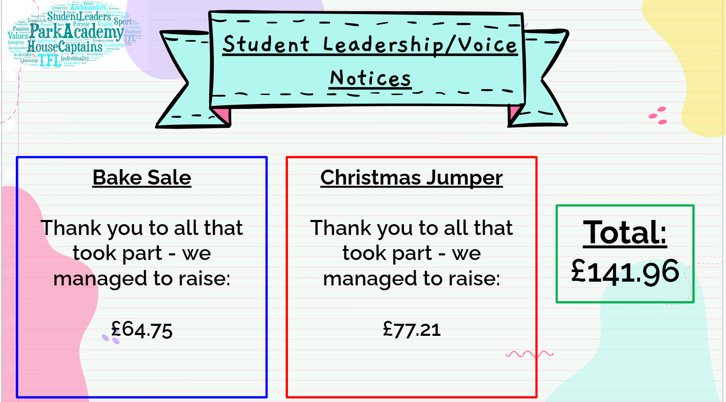 StudentLeaders
Sport
Values
ParkAcademy
HouseCaptains
TFL
Individuality
Student Leadership/Voice
Notices
Bake Sale
Thank you to all that
took part - we
managed to raise:
£64.75
Christmas Jumper
Thank you to all that
took part - we
managed to raise:
£77.21
Total:
£141.96